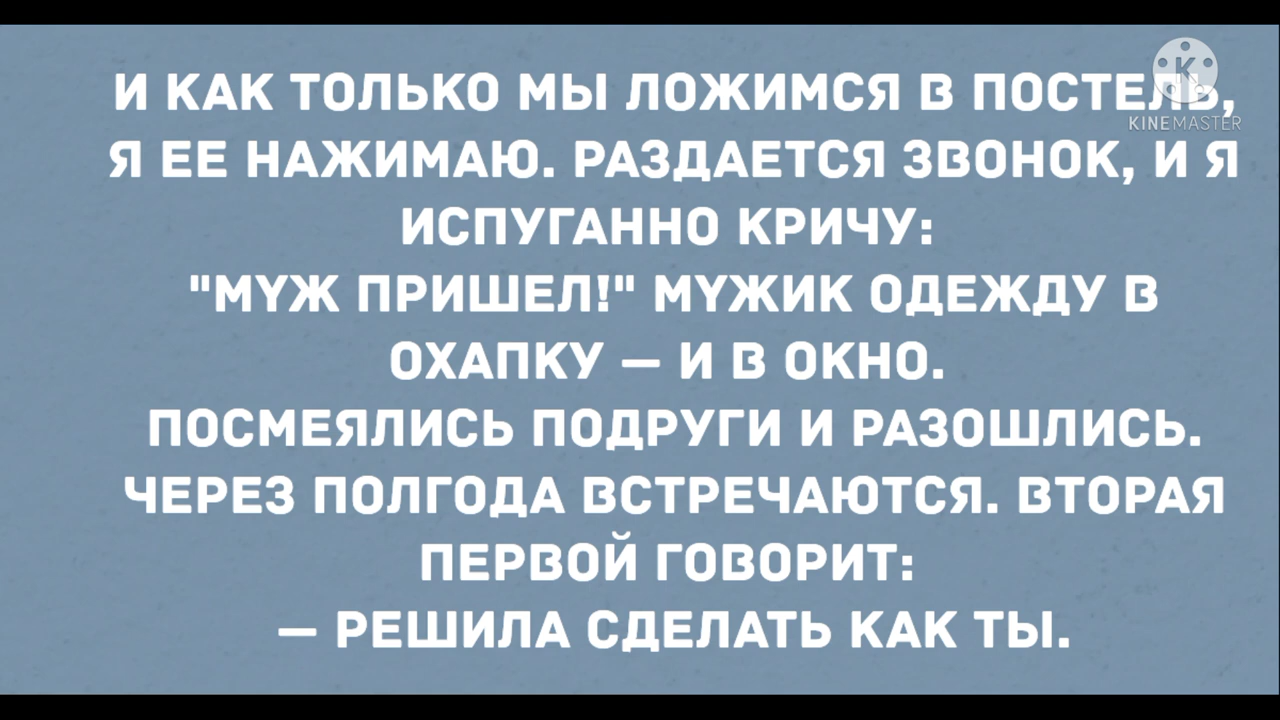 И КАК ТОЛЬКО МЫ ЛОЖИМСЯ В ПОСТЕЛЬ,
Я ЕЕ НАЖИМАЮ. РАЗДАЕТСЯ ЗВОНОК, И Я
ИСПУГАННО КРИЧУ:
"МУЖ ПРИШЕЛ!" МУЖИК ОДЕЖДУ В
ОХАПКУ — И В ОКНО.
ПОСМЕЯЛИСЬ ПОДРУГИ И РАЗОШЛИСЬ.
ЧЕРЕЗ ПОЛГОДА ВСТРЕЧАЮТСЯ. ВТОРАЯ
ПЕРВОЙ ГОВОРИТ:
— РЕШИЛА СДЕЛАТЬ КАК ТЫ.
K
KINEMASTER